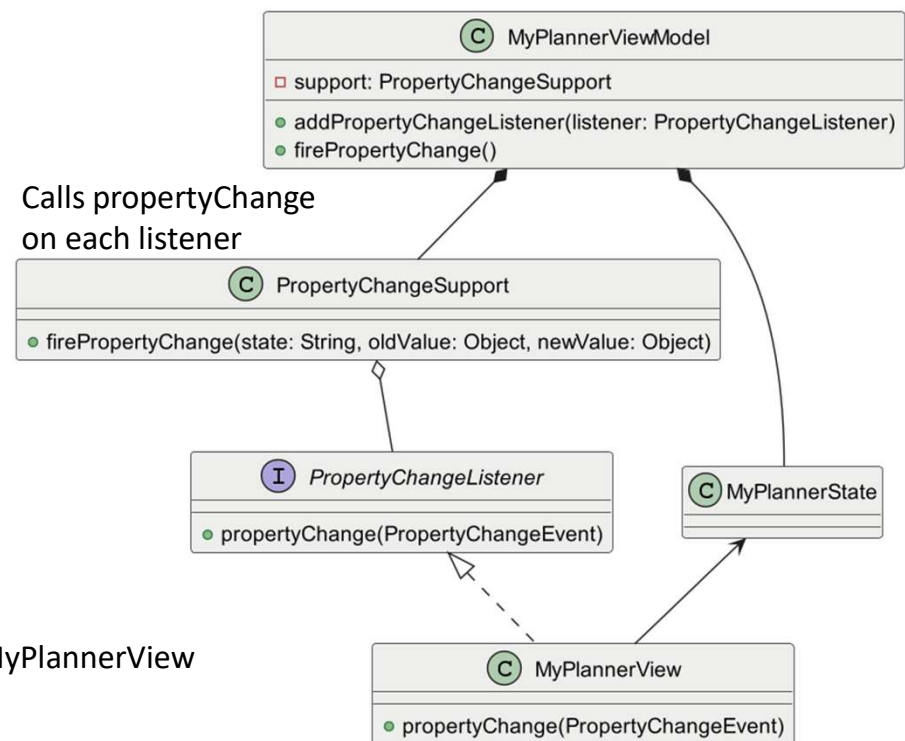 C MyPlannerViewModel
support: PropertyChangeSupport
addPropertyChangeListener(listener: PropertyChangeListener)
firePropertyChange()
Calls propertyChange
on each listener
C PropertyChangeSupport
firePropertyChange(state: String, oldValue: Object, newValue: Object)
I PropertyChangeListener
propertyChange(PropertyChangeEvent)
C MyPlannerState
MyPlannerView
C MyPlannerView
propertyChange(PropertyChangeEvent)